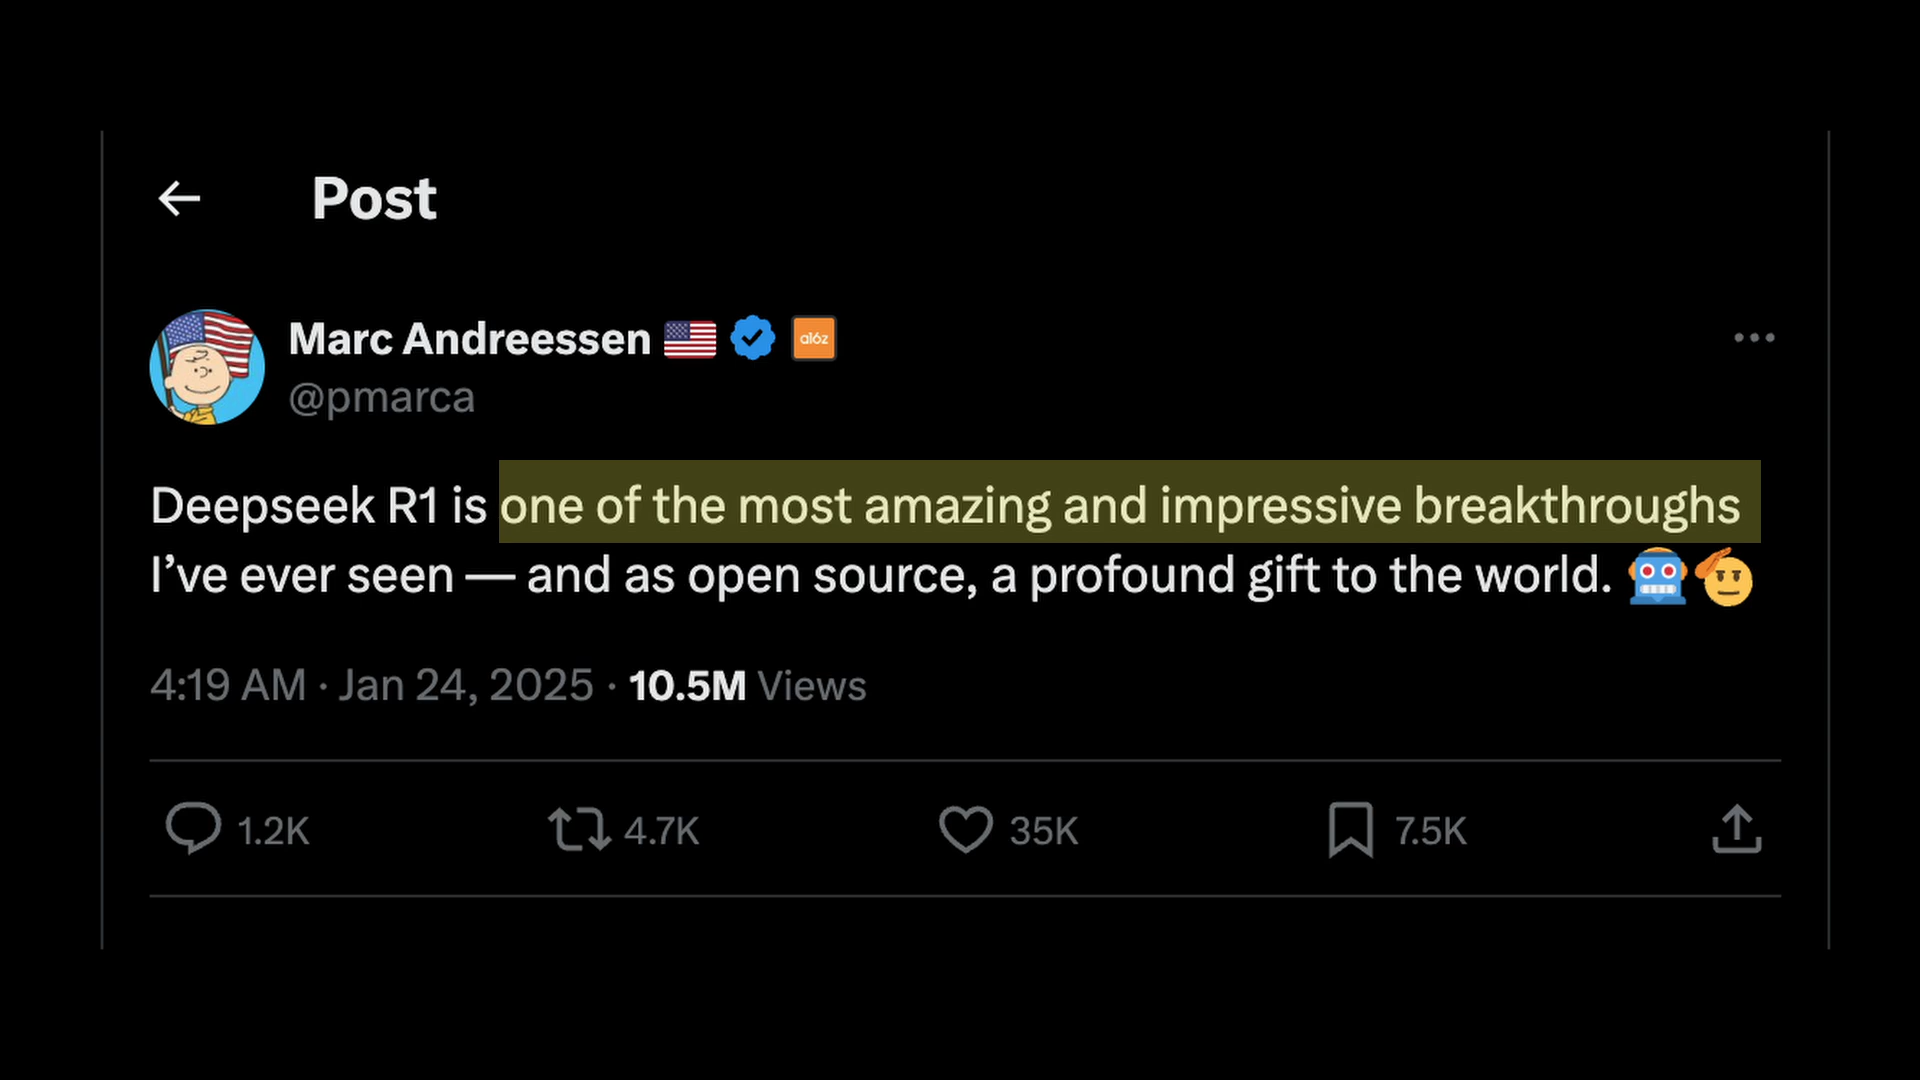 Post
Marc Andreessen 🇺🇸 a16z
@pmarca
Deepseek R1 is one of the most amazing and impressive breakthroughs
I’ve ever seen — and as open source, a profound gift to the world. 🤖🫡
4:19 AM · Jan 24, 2025 · 10.5M Views
1.2K 4.7K 35K 7.5K